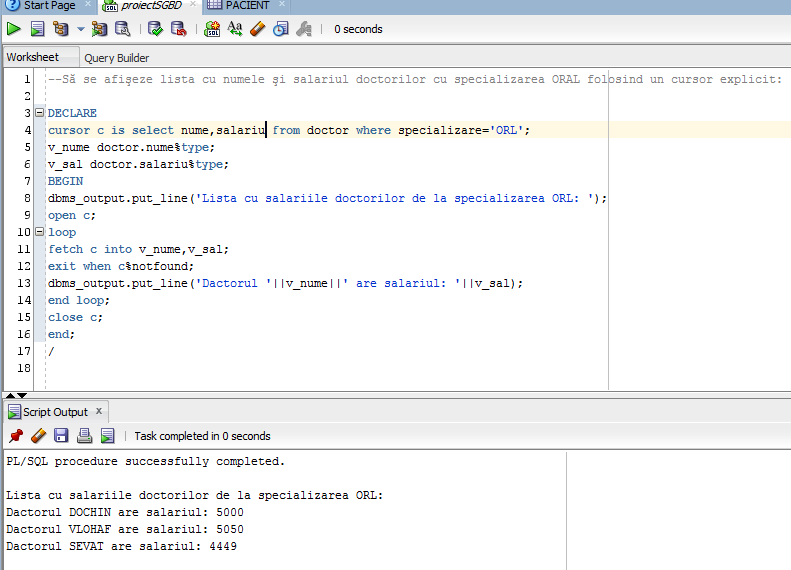 Start Page proiectSGBD PACIENT
0 seconds
Worksheet Query Builder
1 --Să se afişeze lista cu numele şi salariul doctorilor cu specializarea ORAL folosind un cursor explicit:
2
3 DECLARE
4 cursor c is select nume,salariu from doctor where specializare='ORL';
5 v_nume doctor.nume%type;
6 v_sal doctor.salariu%type;
7 BEGIN
8 dbms_output.put_line('Lista cu salariile doctorilor de la specializarea ORL: ');
9 open c;
10 loop
11 fetch c into v_nume,v_sal;
12 exit when c%notfound;
13 dbms_output.put_line('Dactorul '||v_nume||' are salariul: '||v_sal);
14 end loop;
15 close c;
16 end;
17 /
18
Script Output x
Task completed in 0 seconds
PL/SQL procedure successfully completed.
Lista cu salariile doctorilor de la specializarea ORL:
Dactorul DOCHIN are salariul: 5000
Dactorul VLOHAF are salariul: 5050
Dactorul SEVAT are salariul: 4449